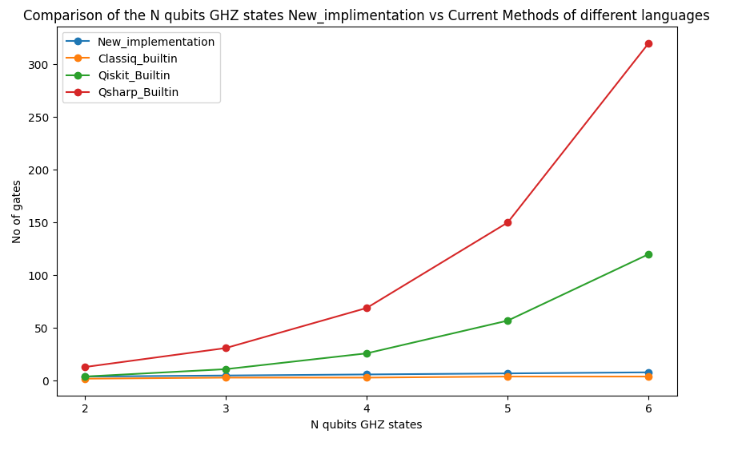 Comparison of the N qubits GHZ states New_implimentation vs Current Methods of different languages
New_implementation
Classiq_builtin
Qiskit_Builtin
Qsharp_Builtin
300
250
200
150
100
50
0
No of gates
2 3 4 5 6
N qubits GHZ states